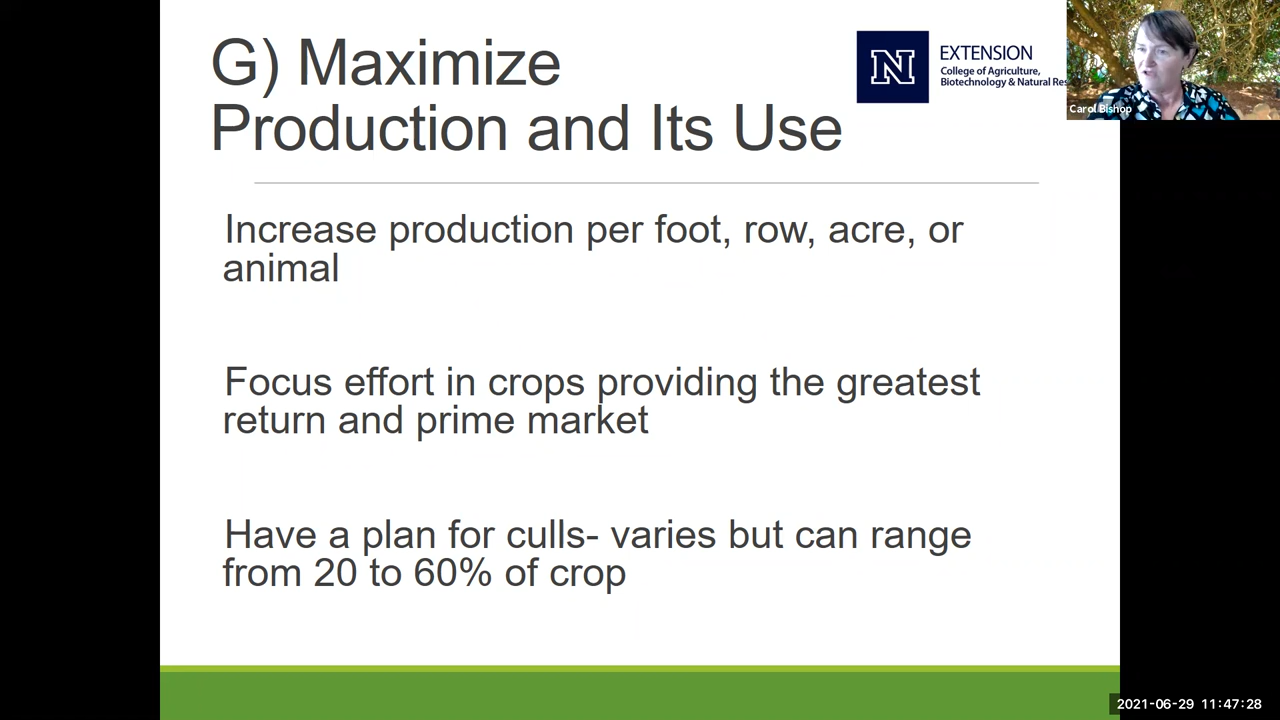 G) Maximize
Production and Its Use
N
EXTENSION
College of Agriculture,
Biotechnology & Natural Res
Carol Bishop
Increase production per foot, row, acre, or
animal
Focus effort in crops providing the greatest
return and prime market
Have a plan for culls- varies but can range
from 20 to 60% of crop
2021-06-29 11:47:28